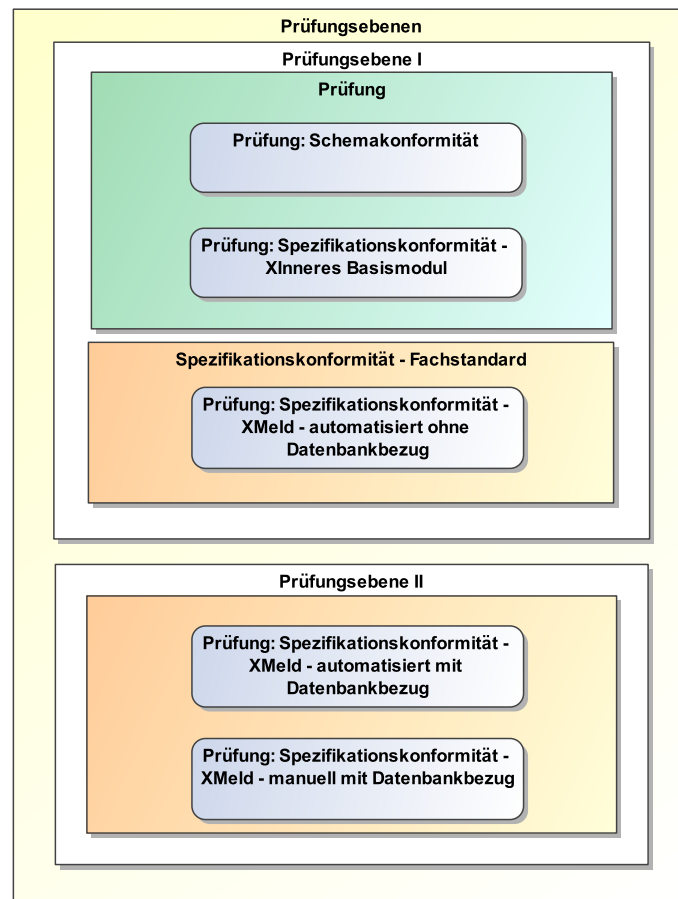 Prüfungsebenen
Prüfungsebene I
Prüfung
Prüfung: Schemakonformität
Prüfung: Spezifikationskonformität -
XInneres Basismodul
Spezifikationskonformität - Fachstandard
Prüfung: Spezifikationskonformität -
XMeld - automatisiert ohne
Datenbankbezug
Prüfungsebene II
Prüfung: Spezifikationskonformität -
XMeld - automatisiert mit
Datenbankbezug
Prüfung: Spezifikationskonformität -
XMeld - manuell mit Datenbankbezug